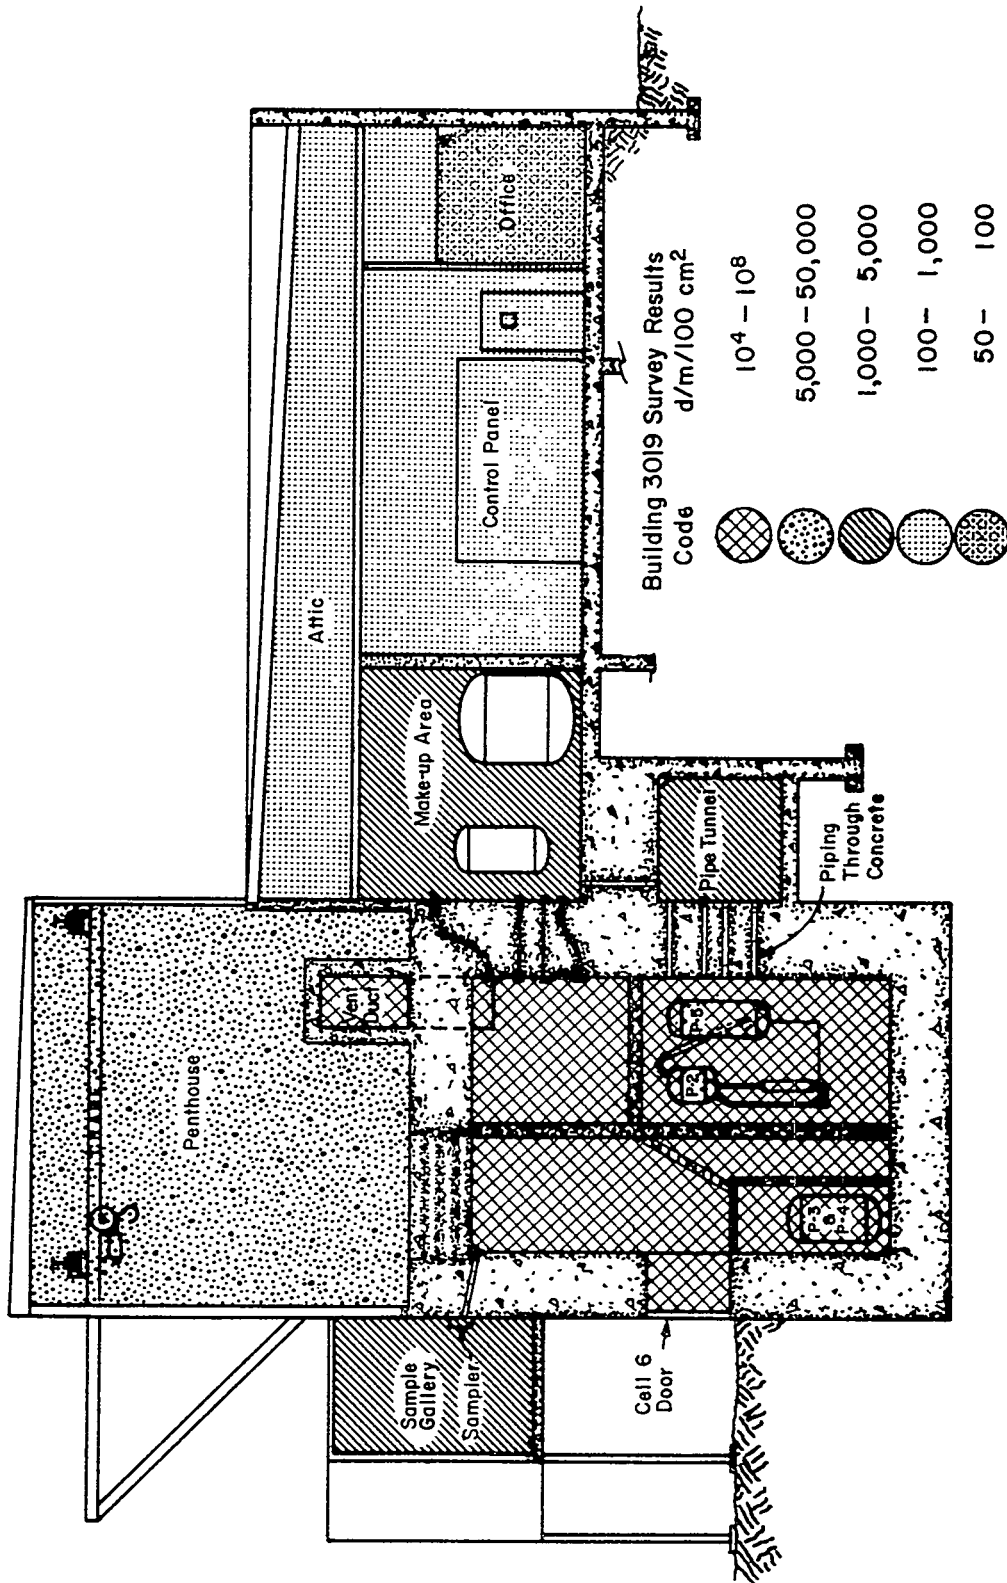 Penthouse
Vent
Duct
Attic
Sample
Gallery
Sampler
Make-up Area
Control Panel
Office
Cell 6
Door
P-3
&
P-4
P-2
P-5
Pipe Tunnel
Piping
Through
Concrete
Building 3019 Survey Results
Code d/m/100 cm²
10⁴ – 10⁸
5,000 – 50,000
1,000 – 5,000
100 – 1,000
50 – 100